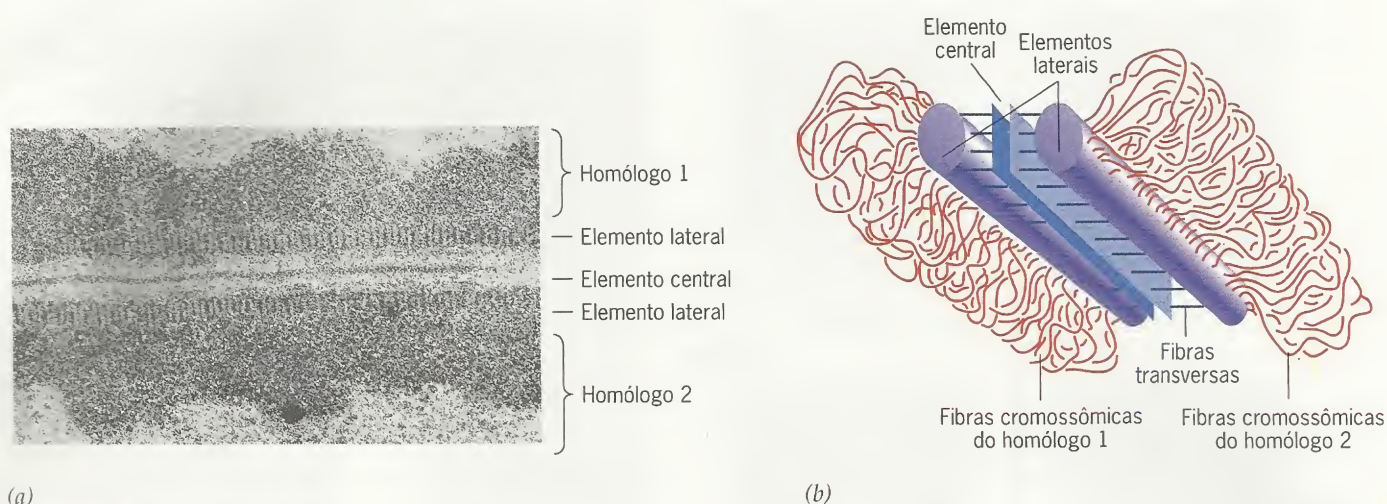 Homólogo 1
Elemento lateral
Elemento central
Elemento lateral
Homólogo 2
(a)
Elemento
central
Elementos
laterais
Fibras
transversas
Fibras cromossômicas
do homólogo 1
Fibras cromossômicas
do homólogo 2
(b)